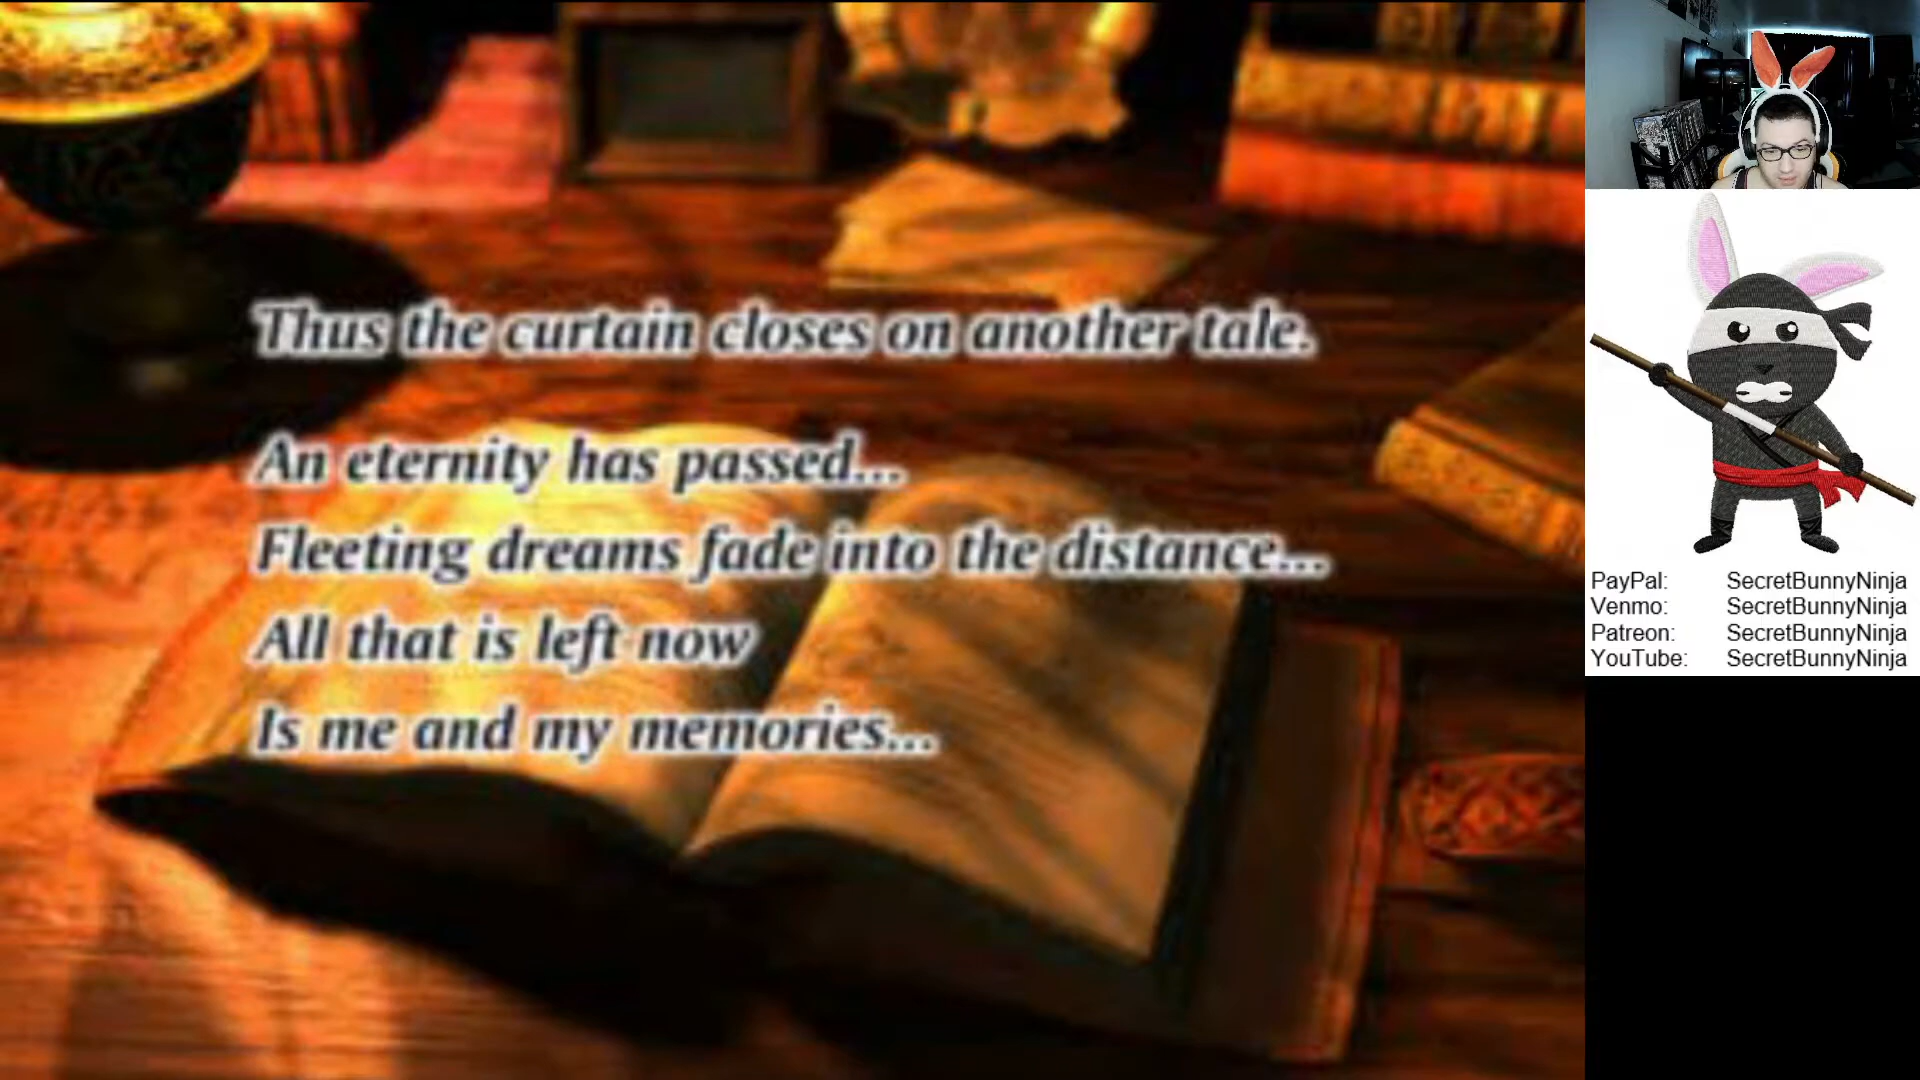 Thus the curtain closes on another tale.
An eternity has passed...
Fleeting dreams fade into the distance...
All that is left now
Is me and my memories...
PayPal: SecretBunnyNinja
Venmo: SecretBunnyNinja
Patreon: SecretBunnyNinja
YouTube: SecretBunnyNinja